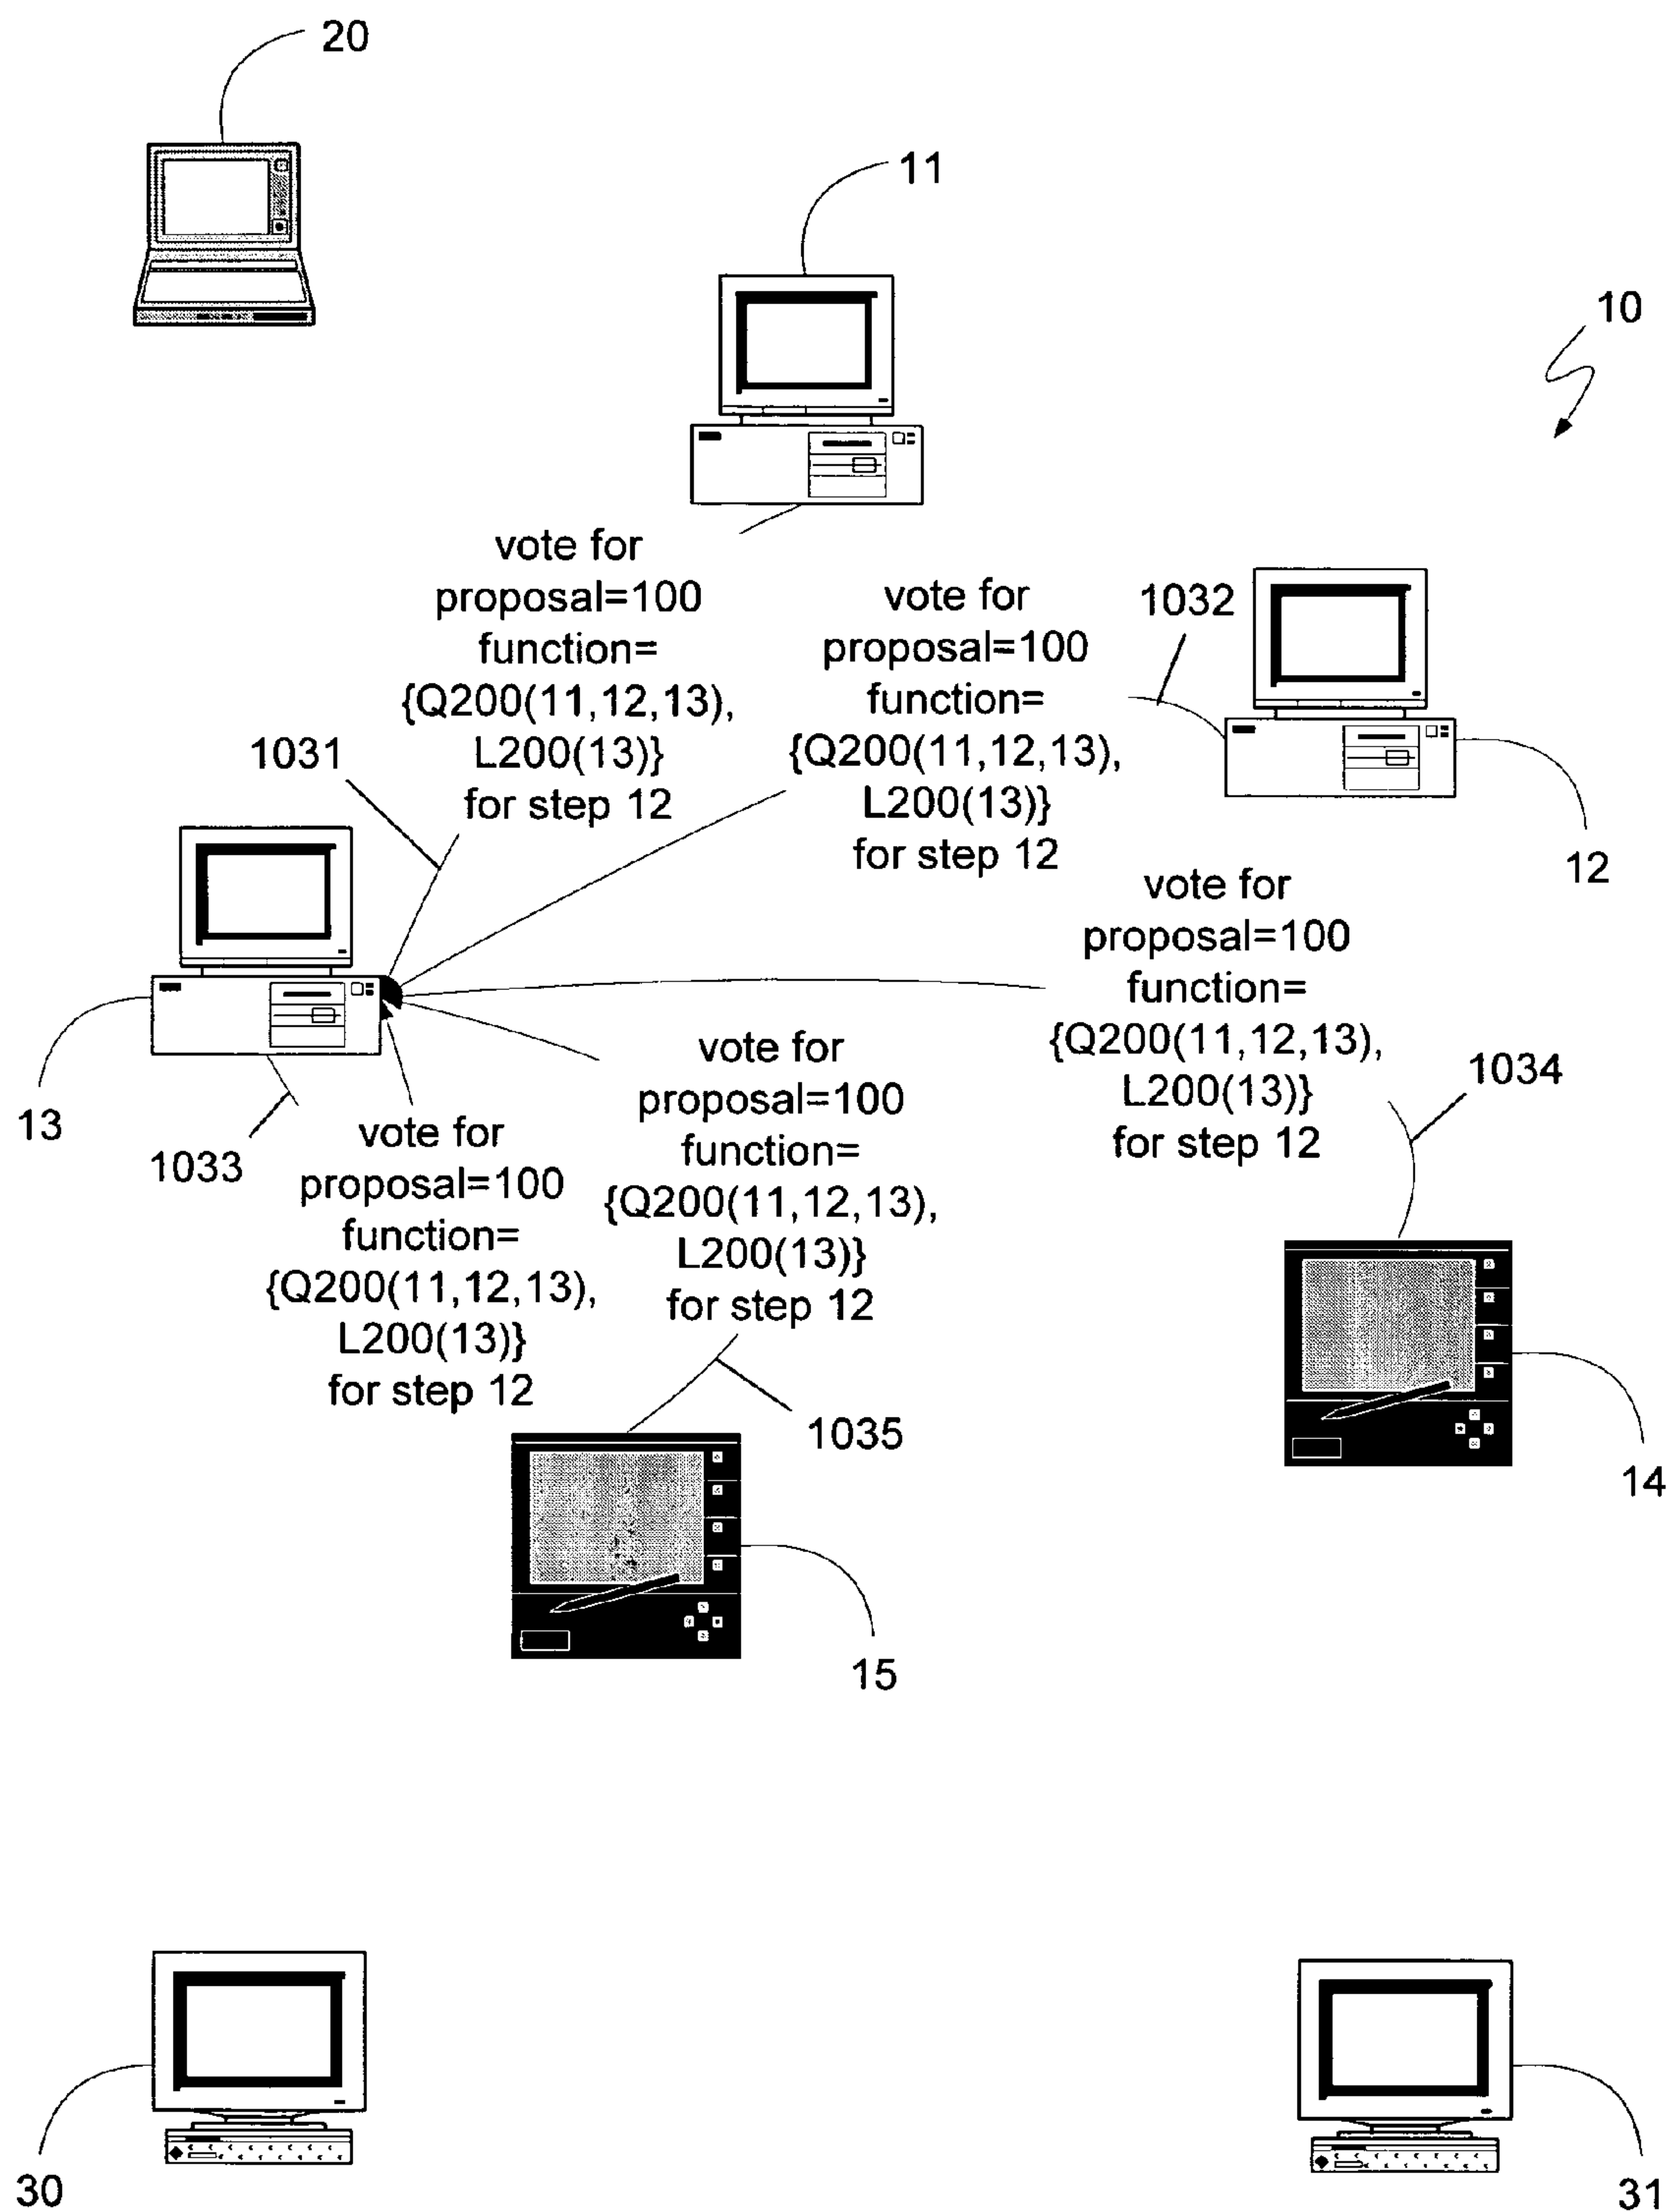 20
11
10
vote for
proposal=100
function=
{Q200(11,12,13),
L200(13)}
for step 12
1031
vote for
proposal=100
function=
{Q200(11,12,13),
L200(13)}
for step 12
1032
12
vote for
proposal=100
function=
{Q200(11,12,13),
L200(13)}
for step 12
1034
13
1033
vote for
proposal=100
function=
{Q200(11,12,13),
L200(13)}
for step 12
vote for
proposal=100
function=
{Q200(11,12,13),
L200(13)}
for step 12
1035
14
15
30
31